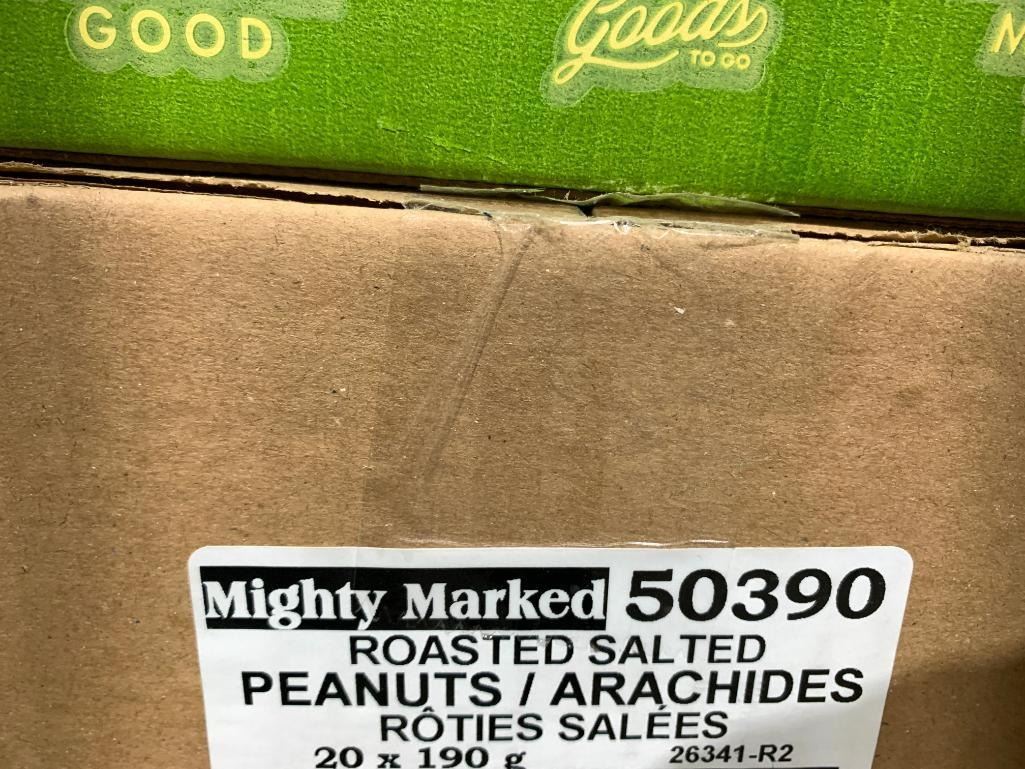 GOOD
Goods
TO GO
Mighty Marked 50390
ROASTED SALTED
PEANUTS / ARACHIDES
RÔTIES SALÉES
20 x 190 g 26341-R2